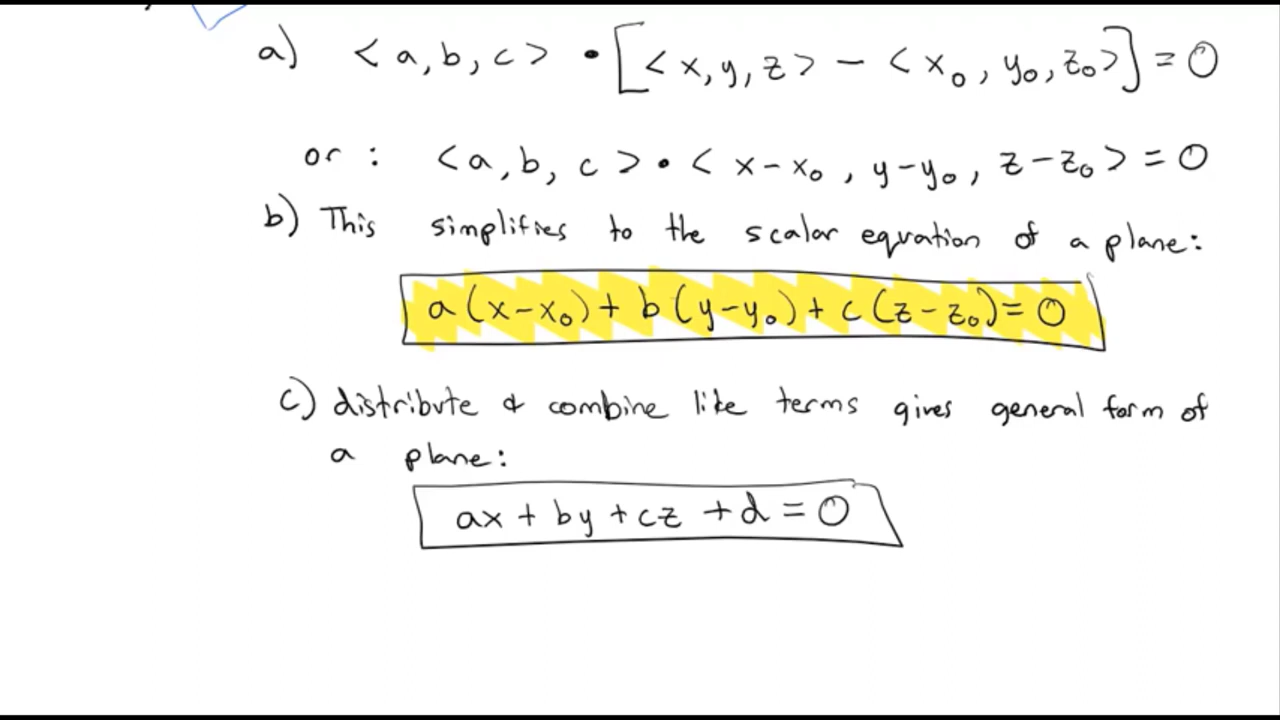 a) <a, b, c> • [<x, y, z> − <x₀, y₀, z₀>] = 0
or : <a, b, c> • <x−x₀, y−y₀, z−z₀> = 0
b) This simplifies to the scalar equation of a plane:
a(x−x₀) + b(y−y₀) + c(z−z₀) = 0
c) distribute & combine like terms gives general form of
a plane:
ax + by + cz + d = 0